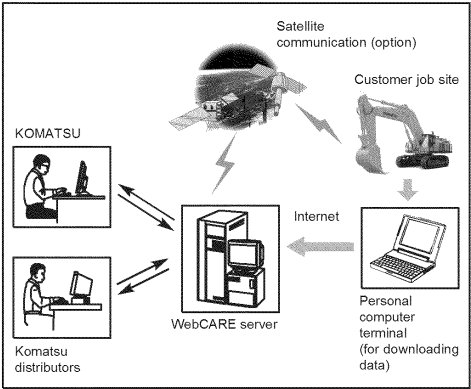 Satellite
communication (option)
Customer job site
KOMATSU
Internet
WebCARE server
Personal
computer
terminal
(for downloading
data)
Komatsu
distributors